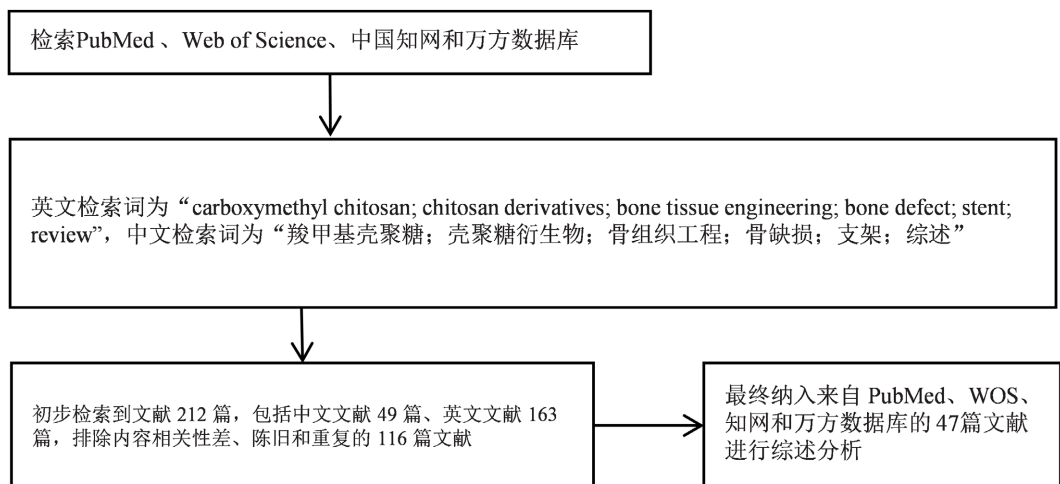 检索PubMed 、Web of Science、中国知网和万方数据库
英文检索词为“carboxymethyl chitosan; chitosan derivatives; bone tissue engineering; bone defect; stent;
review”，中文检索词为“羧甲基壳聚糖；壳聚糖衍生物；骨组织工程；骨缺损；支架；综述”
初步检索到文献 212 篇，包括中文文献 49 篇、英文文献 163
篇，排除内容相关性差、陈旧和重复的 116 篇文献
最终纳入来自 PubMed、WOS、
知网和万方数据库的 47篇文献
进行综述分析